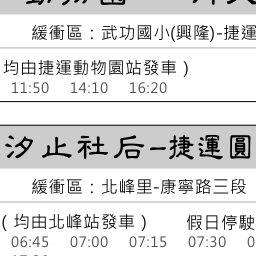 緩衝區：武功國小(興隆)-捷運
均由捷運動物園站發車 )
11:50 14:10 16:20
汐止社后-捷運圓
緩衝區：北峰里-康寧路三段
( 均由北峰站發車 ) 假日停駛
06:45 07:00 07:15 07:30